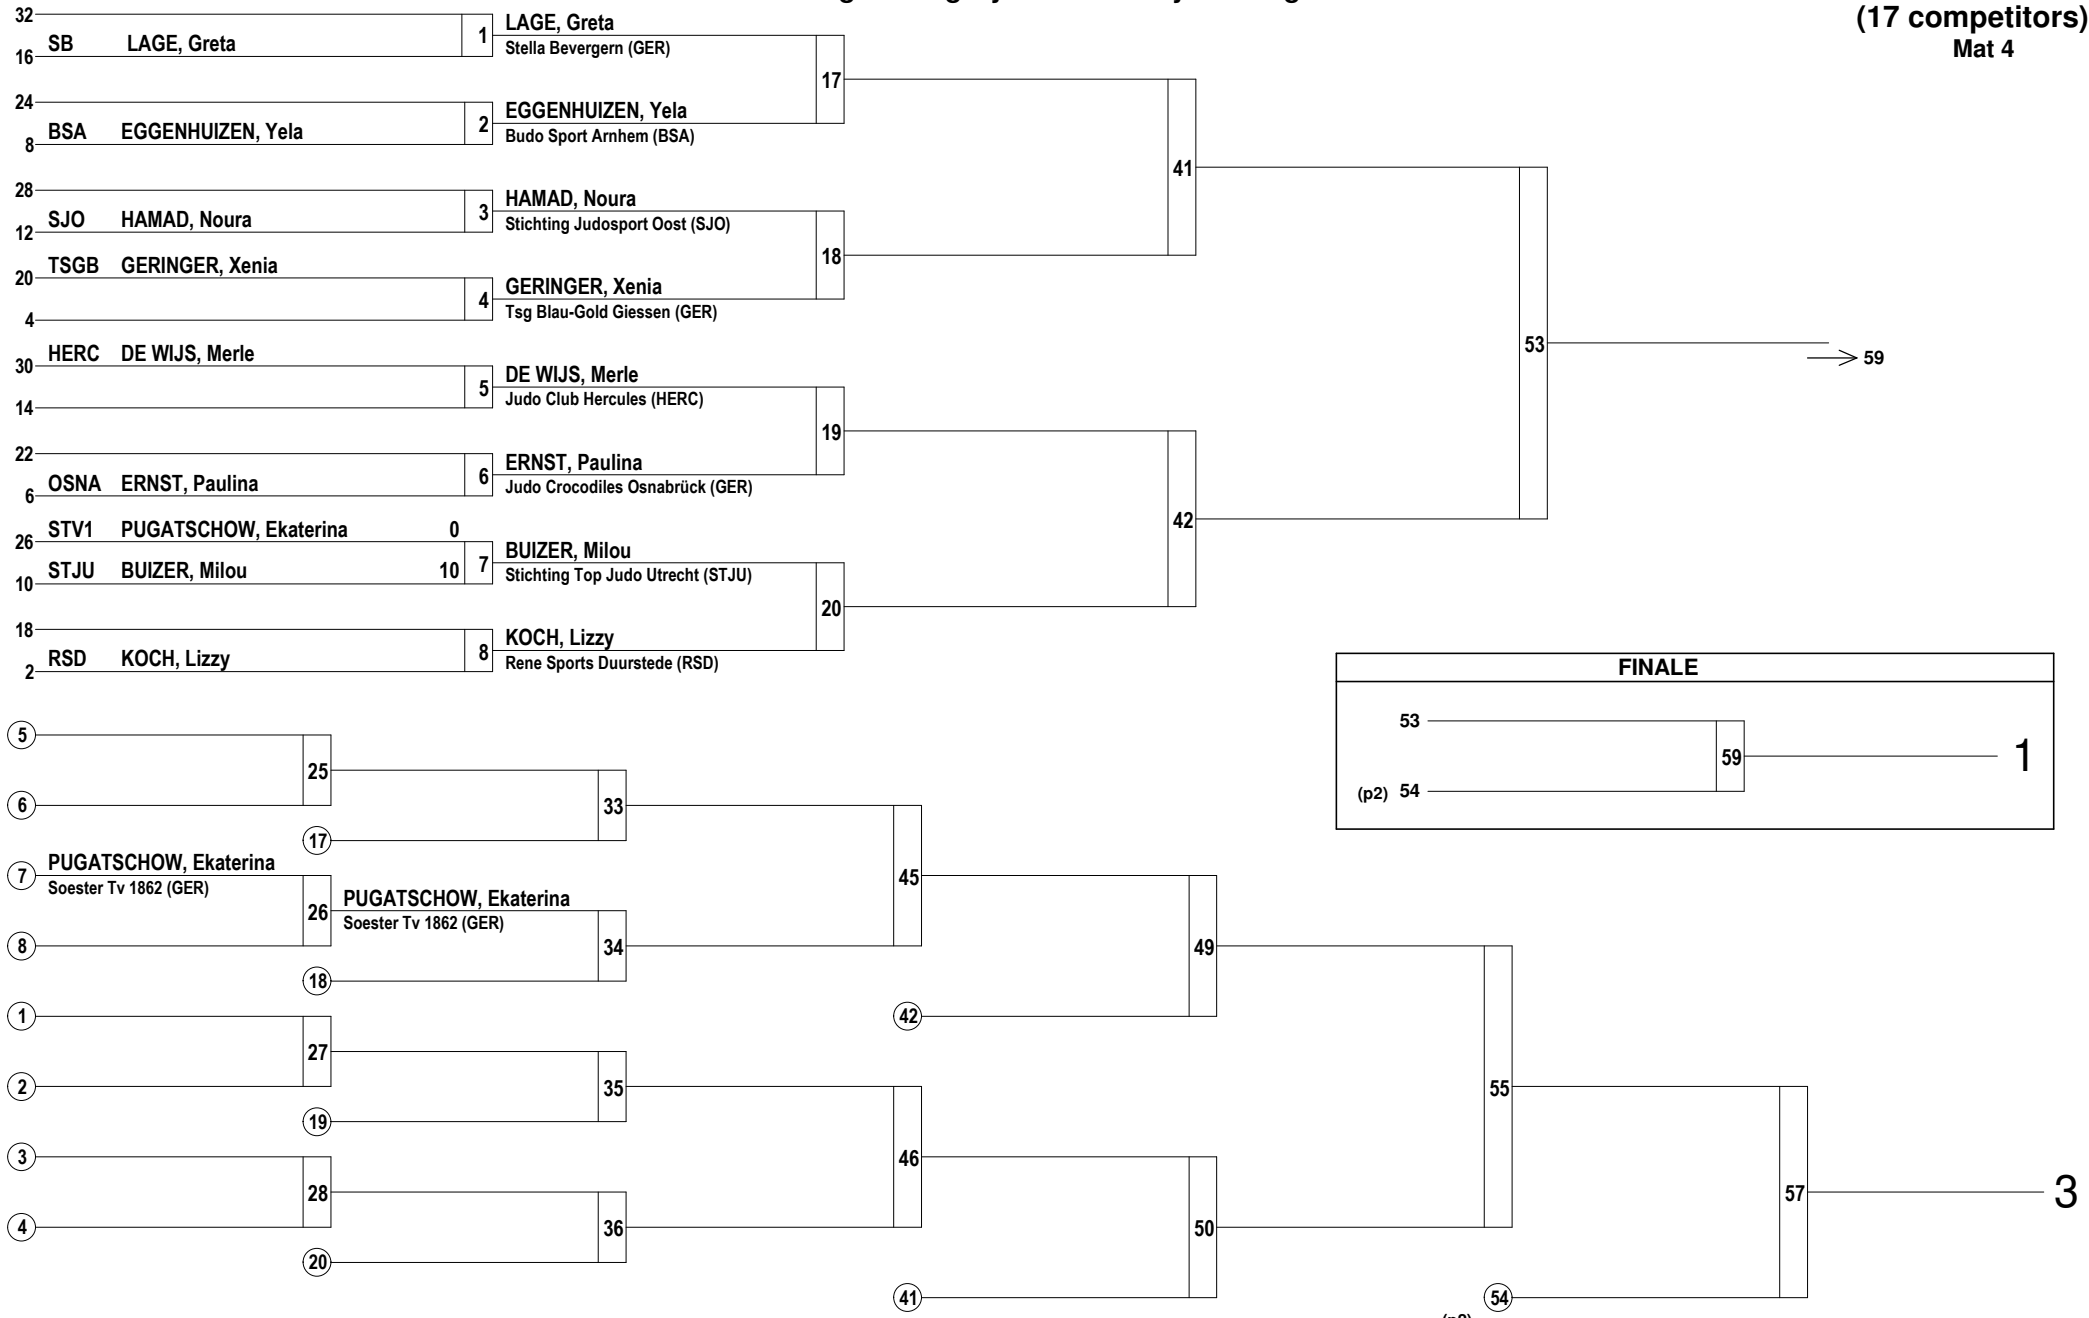 (17 competitors)
Mat 4
32
SB LAGE, Greta
16
1
LAGE, Greta
Stella Bevergern (GER)
17
24
BSA EGGENHUIZEN, Yela
8
2
EGGENHUIZEN, Yela
Budo Sport Arnhem (BSA)
41
28
SJO HAMAD, Noura
12
3
HAMAD, Noura
Stichting Judosport Oost (SJO)
18
TSGB GERINGER, Xenia
20
4
4
GERINGER, Xenia
Tsg Blau-Gold Giessen (GER)
53
59
HERC DE WIJS, Merle
30
14
5
DE WIJS, Merle
Judo Club Hercules (HERC)
19
22
OSNA ERNST, Paulina
6
6
ERNST, Paulina
Judo Crocodiles Osnabrück (GER)
42
STV1 PUGATSCHOW, Ekaterina 0
26
STJU BUIZER, Milou 10
10
7
BUIZER, Milou
Stichting Top Judo Utrecht (STJU)
20
18
RSD KOCH, Lizzy
2
8
KOCH, Lizzy
Rene Sports Duurstede (RSD)
FINALE
53
59
1
(p2) 54
5
25
6
33
17
45
7
PUGATSCHOW, Ekaterina
Soester Tv 1862 (GER)
26
PUGATSCHOW, Ekaterina
Soester Tv 1862 (GER)
8
34
18
49
42
1
27
2
35
19
55
46
3
28
4
36
20
50
41
57
3
54